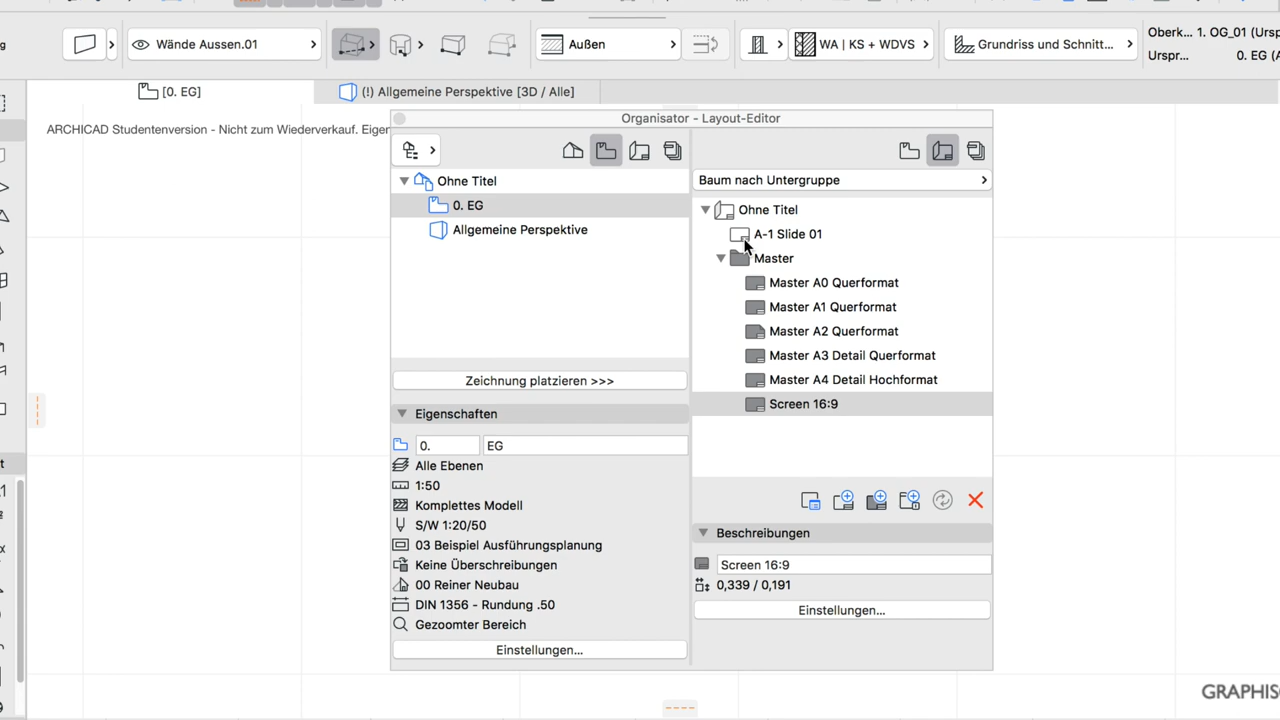 Wände Aussen.01
Außen
WA | KS + WDVS
Grundriss und Schnitt...
Oberk... 1. OG_01 (Ursp
Urspr...
0. EG (A
[0. EG]
(!) Allgemeine Perspektive [3D / Alle]
ARCHICAD Studentenversion - Nicht zum Wiederverkauf. Eigen
Organisator - Layout-Editor
Ohne Titel
0. EG
Allgemeine Perspektive
Zeichnung platzieren >>>
Eigenschaften
0.
EG
Alle Ebenen
1:50
Komplettes Modell
S/W 1:20/50
03 Beispiel Ausführungsplanung
Keine Überschreibungen
00 Reiner Neubau
DIN 1356 - Rundung .50
Gezoomter Bereich
Einstellungen...
Baum nach Untergruppe
Ohne Titel
A-1 Slide 01
Master
Master A0 Querformat
Master A1 Querformat
Master A2 Querformat
Master A3 Detail Querformat
Master A4 Detail Hochformat
Screen 16:9
Beschreibungen
Screen 16:9
0,339 / 0,191
Einstellungen...
GRAPHIS